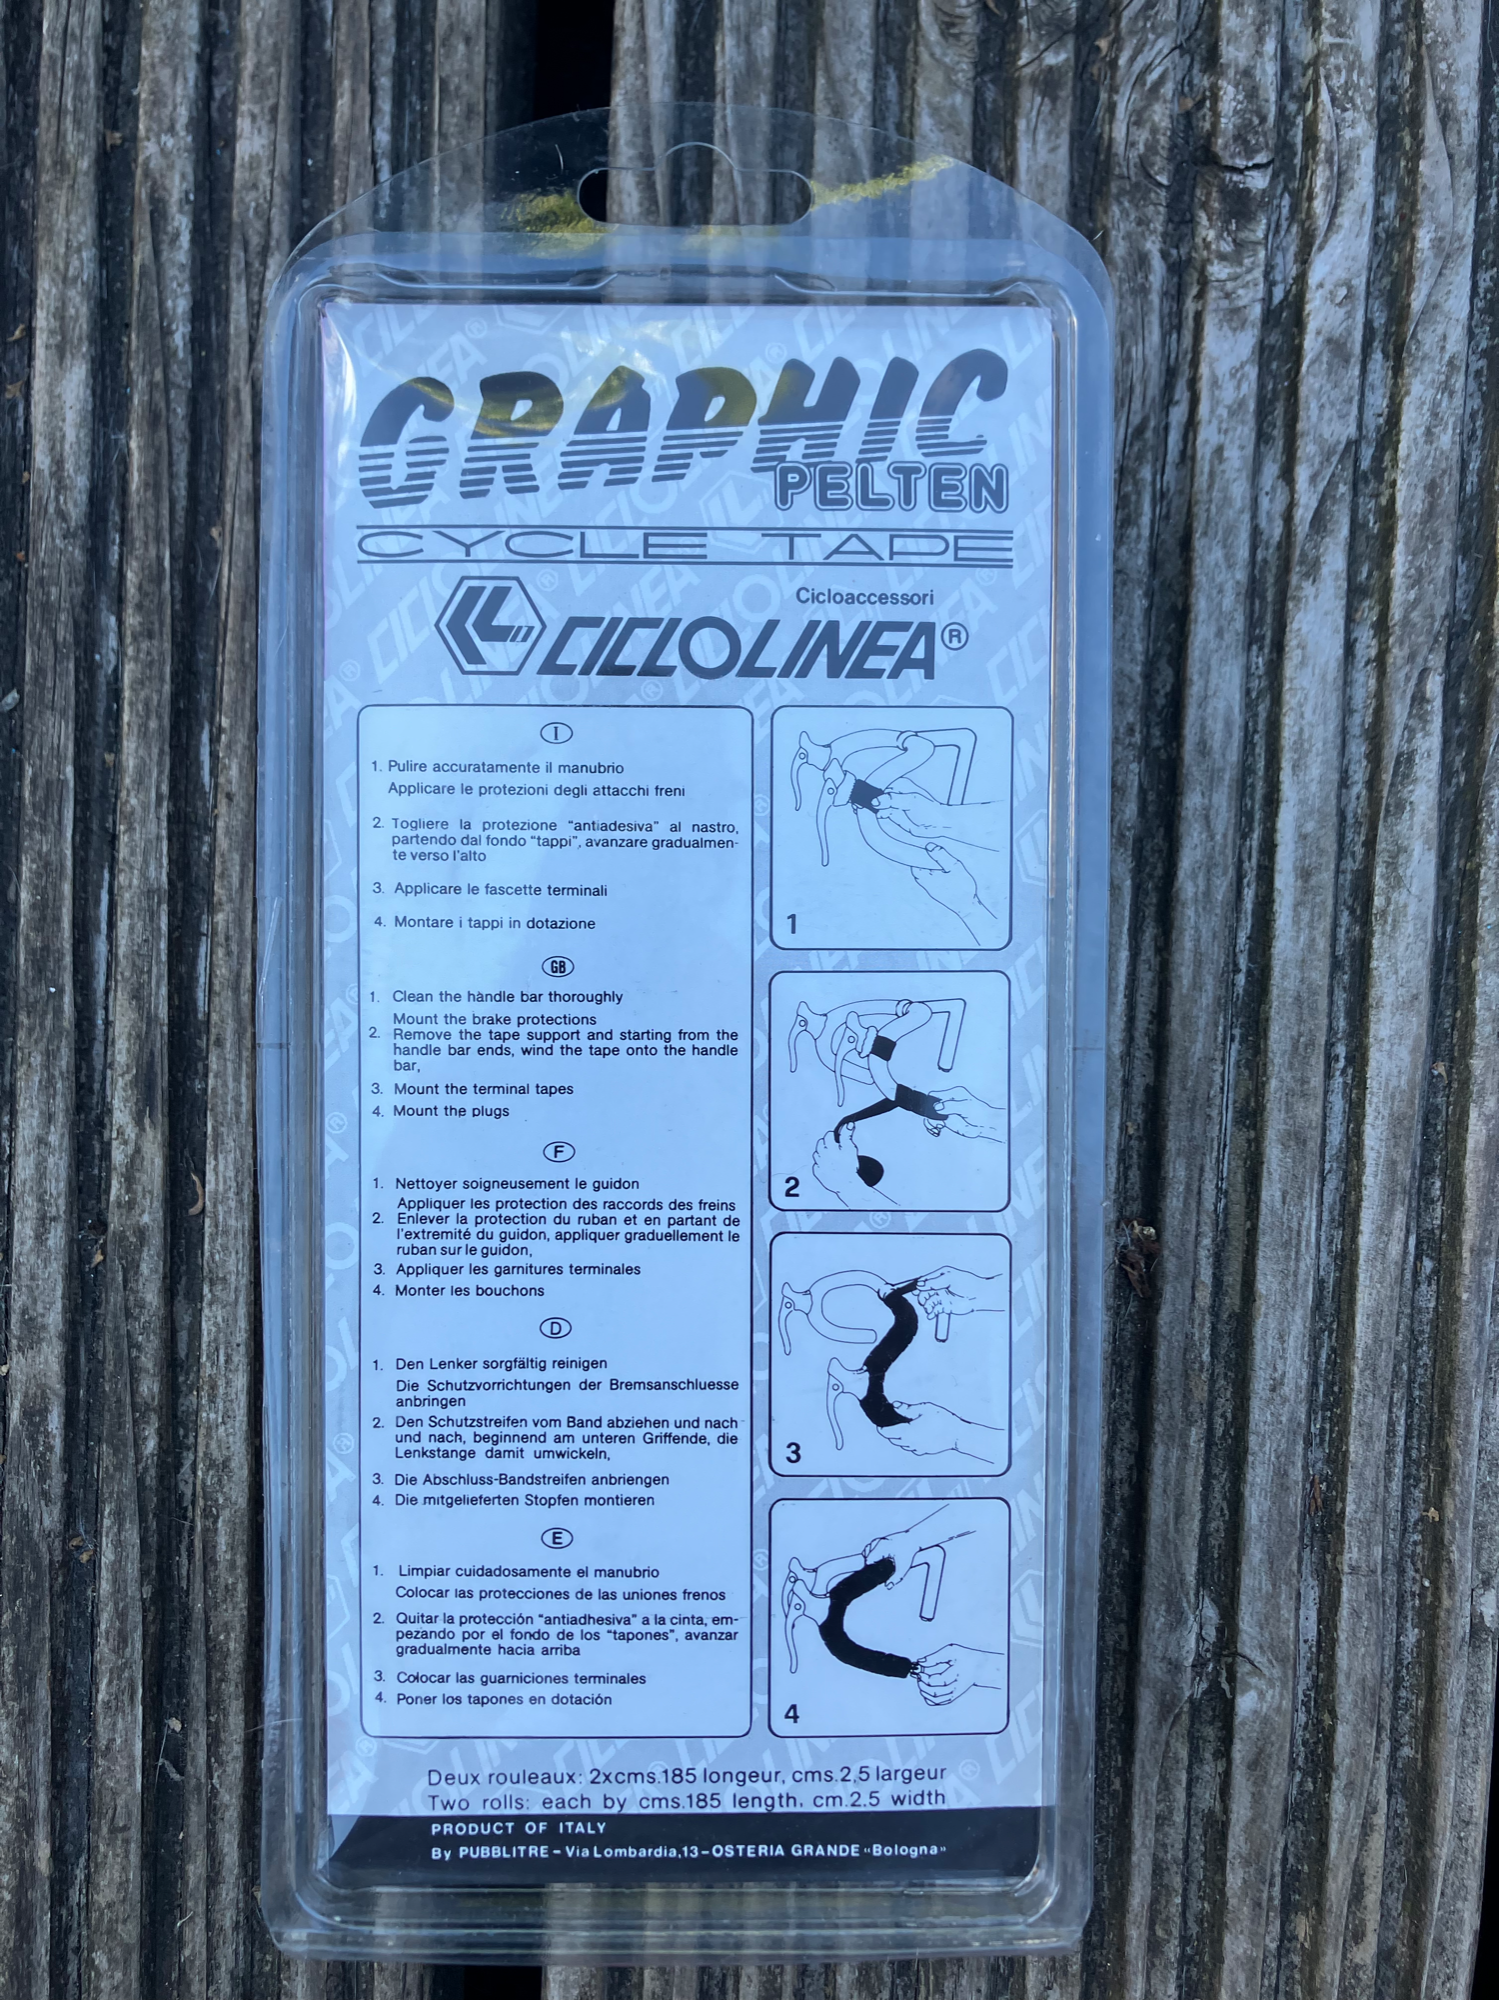 GRAPHIC
PELTEN
CYCLE TAPE
Cicloaccessori
CICLOLINEA®
I
1. Pulire accuratamente il manubrio
Applicare le protezioni degli attacchi freni
2. Togliere la protezione “antiadesiva” al nastro,
partendo dal fondo “tappi”, avanzare gradualmen-
te verso l’alto
3. Applicare le fascette terminali
4. Montare i tappi in dotazione
GB
1. Clean the handle bar thoroughly
Mount the brake protections
2. Remove the tape support and starting from the
handle bar ends, wind the tape onto the handle
bar,
3. Mount the terminal tapes
4. Mount the plugs
F
1. Nettoyer soigneusement le guidon
Appliquer les protection des raccords des freins
2. Enlever la protection du ruban et en partant de
l’extremité du guidon, appliquer graduellement le
ruban sur le guidon,
3. Appliquer les garnitures terminales
4. Monter les bouchons
D
1. Den Lenker sorgfältig reinigen
Die Schutzvorrichtungen der Bremsanschluesse
anbringen
2. Den Schutzstreifen vom Band abziehen und nach
und nach, beginnend am unteren Griffende, die
Lenkstange damit umwickeln,
3. Die Abschluss-Bandstreifen anbriengen
4. Die mitgelieferten Stopfen montieren
E
1. Limpiar cuidadosamente el manubrio
Colocar las protecciones de las uniones frenos
2. Quitar la protección “antiadhesiva” a la cinta, em-
pezando por el fondo de los “tapones”, avanzar
gradualmente hacia arriba
3. Colocar las guarniciones terminales
4. Poner los tapones en dotación
1
2
3
4
Deux rouleaux: 2xcms.185 longeur, cms.2,5 largeur
Two rolls: each by cms.185 length, cm.2.5 width
PRODUCT OF ITALY
By PUBBLITRE – Via Lombardia,13 – OSTERIA GRANDE «Bologna»